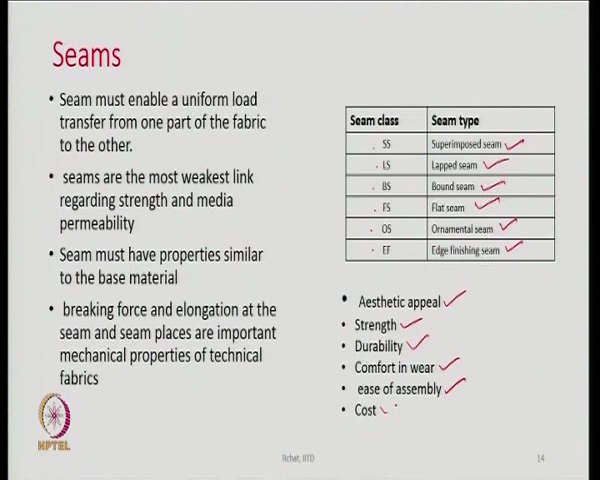 Seams
• Seam must enable a uniform load
transfer from one part of the fabric
to the other.
• seams are the most weakest link
regarding strength and media
permeability
• Seam must have properties similar
to the base material
• breaking force and elongation at the
seam and seam places are important
mechanical properties of technical
fabrics
Seam class Seam type
SS Superimposed seam
LS Lapped seam
BS Bound seam
FS Flat seam
OS Ornamental seam
EF Edge finishing seam
• Aesthetic appeal
• Strength
• Durability
• Comfort in wear
• ease of assembly
• Cost
NPTEL
Rchat, IITD
14